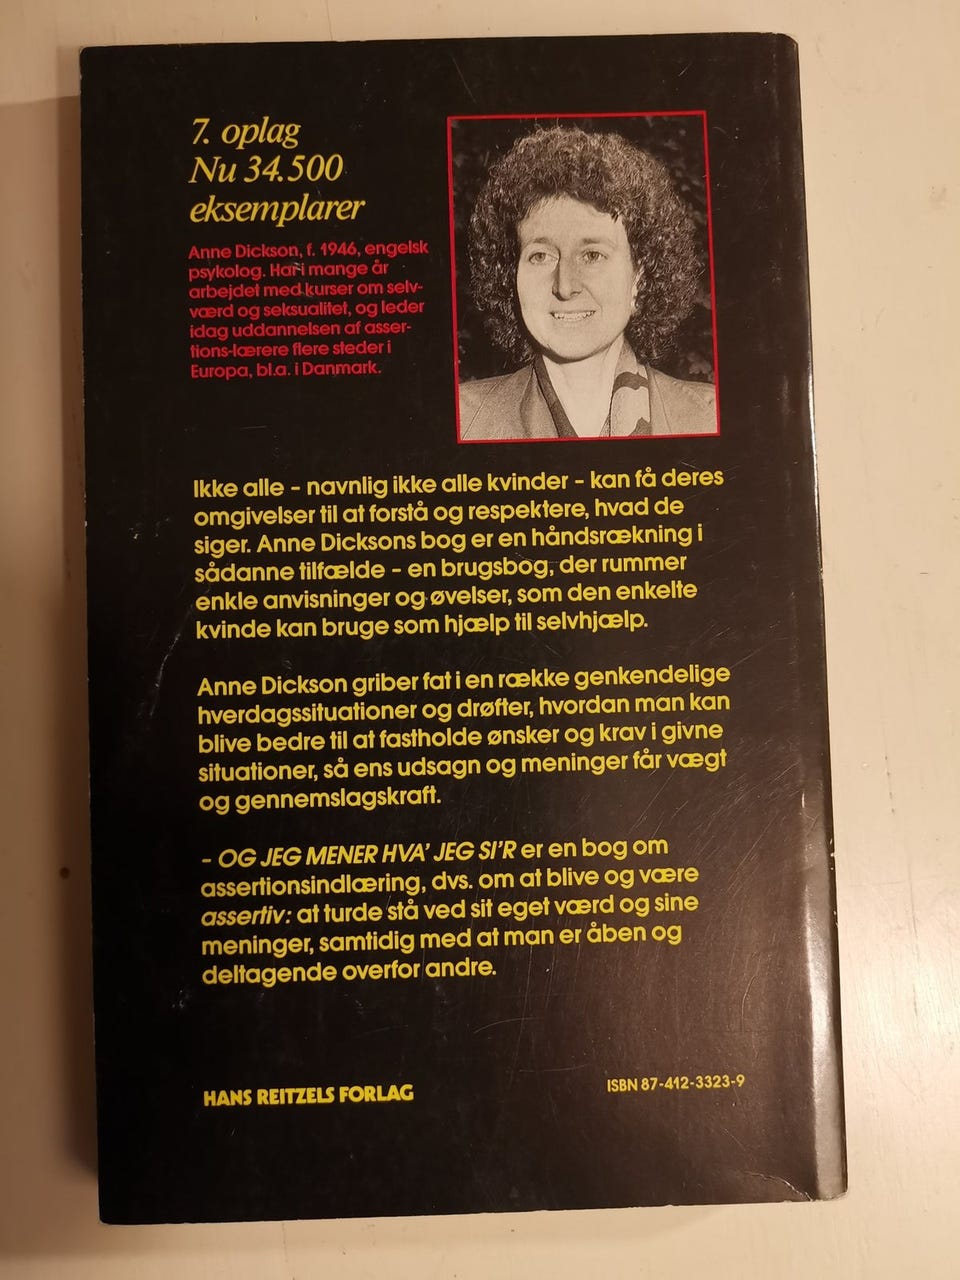 7. oplag
Nu 34.500
eksemplarer
Anne Dickson, f. 1946, engelsk
psykolog. Har i mange år
arbejdet med kurser om selv-
værd og seksualitet, og leder
idag uddannelsen af asser-
tions-lærere flere steder i
Europa, bl.a. i Danmark.
Ikke alle – navnlig ikke alle kvinder – kan få deres
omgivelser til at forstå og respektere, hvad de
siger. Anne Dicksons bog er en håndsrækning i
sådanne tilfælde – en brugsbog, der rummer
enkle anvisninger og øvelser, som den enkelte
kvinde kan bruge som hjælp til selvhjælp.
Anne Dickson griber fat i en række genkendelige
hverdagssituationer og drøfter, hvordan man kan
blive bedre til at fastholde ønsker og krav i givne
situationer, så ens udsagn og meninger får vægt
og gennemslagskraft.
– OG JEG MENER HVA' JEG SI'R er en bog om
assertionsindlæring, dvs. om at blive og være
assertiv: at turde stå ved sit eget værd og sine
meninger, samtidig med at man er åben og
deltagende overfor andre.
HANS REITZELS FORLAG
ISBN 87-412-3323-9